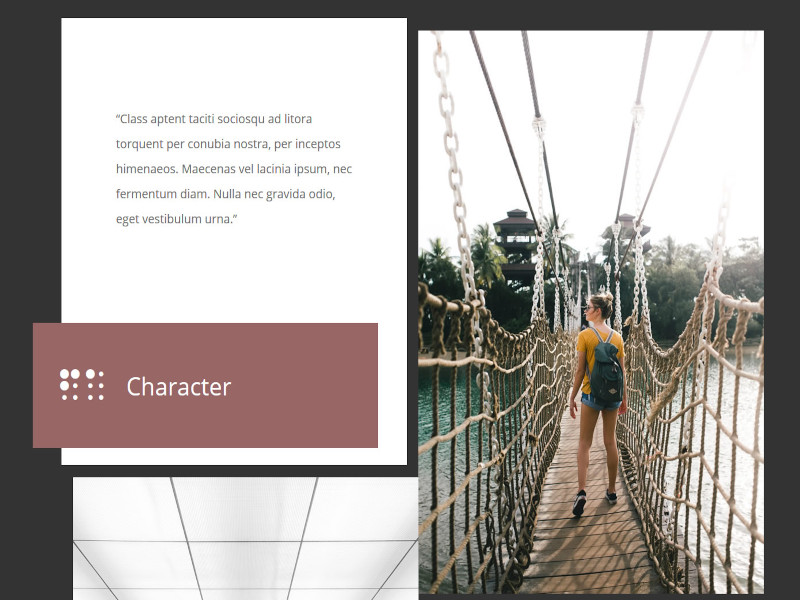 “Class aptent taciti sociosqu ad litora
torquent per conubia nostra, per inceptos
himenaeos. Maecenas vel lacinia ipsum, nec
fermentum diam. Nulla nec gravida odio,
eget vestibulum urna.”
Character